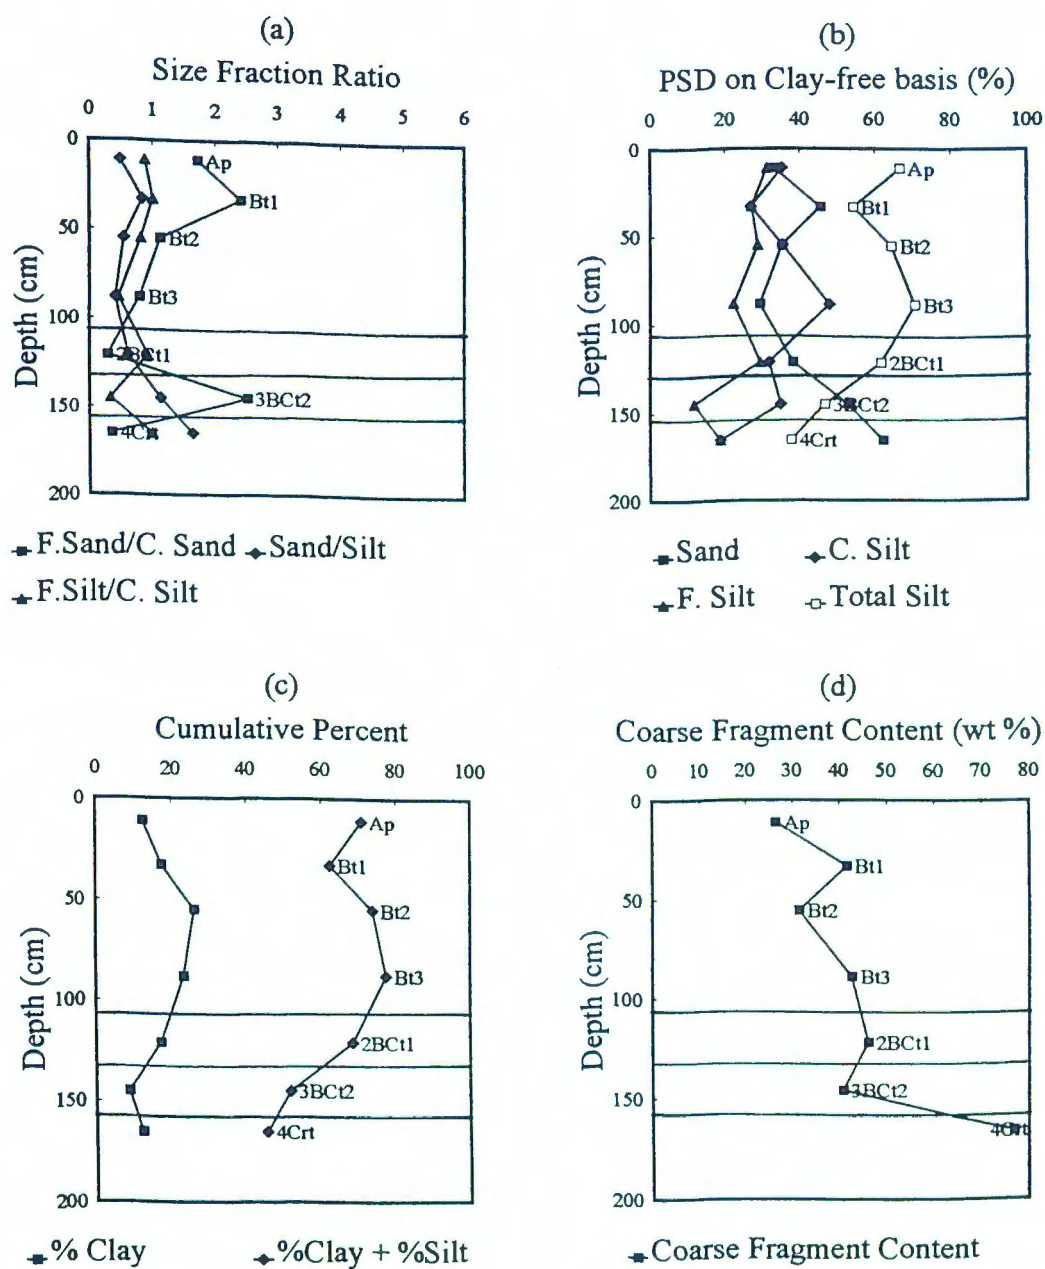 (a)
Size Fraction Ratio
0 1 2 3 4 5 6
0
50
100
150
200
Depth (cm)
Ap
Bt1
Bt2
Bt3
2BCt1
3BCt2
F.Sand/C. Sand Sand/Silt
F.Silt/C. Silt
(b)
PSD on Clay-free basis (%)
0 20 40 60 80 100
0
50
100
150
200
Depth (cm)
Ap
Bt1
Bt2
Bt3
2BCt1
3BCt2
4Crt
Sand C. Silt
F. Silt Total Silt
(c)
Cumulative Percent
0 20 40 60 80 100
0
50
100
150
200
Depth (cm)
Ap
Bt1
Bt2
Bt3
2BCt1
3BCt2
4Crt
% Clay %Clay + %Silt
(d)
Coarse Fragment Content (wt %)
0 10 20 30 40 50 60 70 80
0
50
100
150
200
Depth (cm)
Ap
Bt1
Bt2
Bt3
2BCt1
3BCt2
4Crt
Coarse Fragment Content